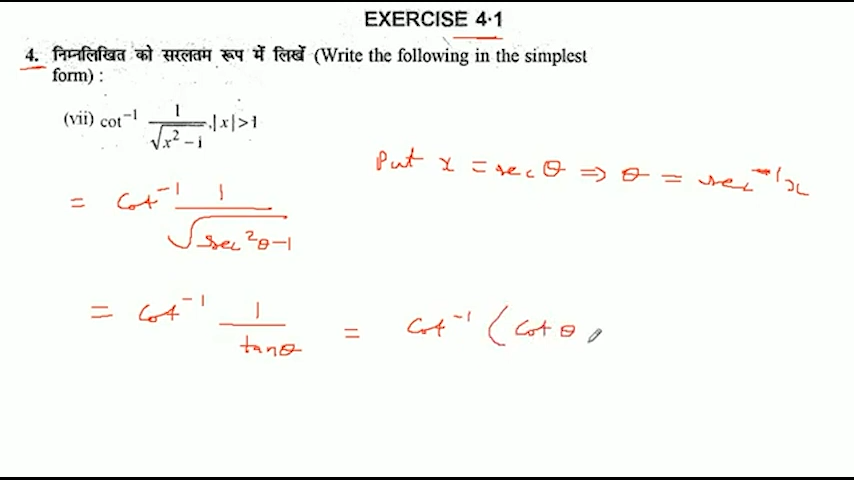 EXERCISE 4·1
4. निम्नलिखित को सरलतम रूप में लिखें (Write the following in the simplest
form) :
(vii) cot⁻¹ 1/√(x² − 1), |x| > 1
Put x = sec θ ⇒ θ = sec⁻¹x
= cot⁻¹ 1/√(sec²θ−1)
= cot⁻¹ 1/tanθ = cot⁻¹ (cot θ